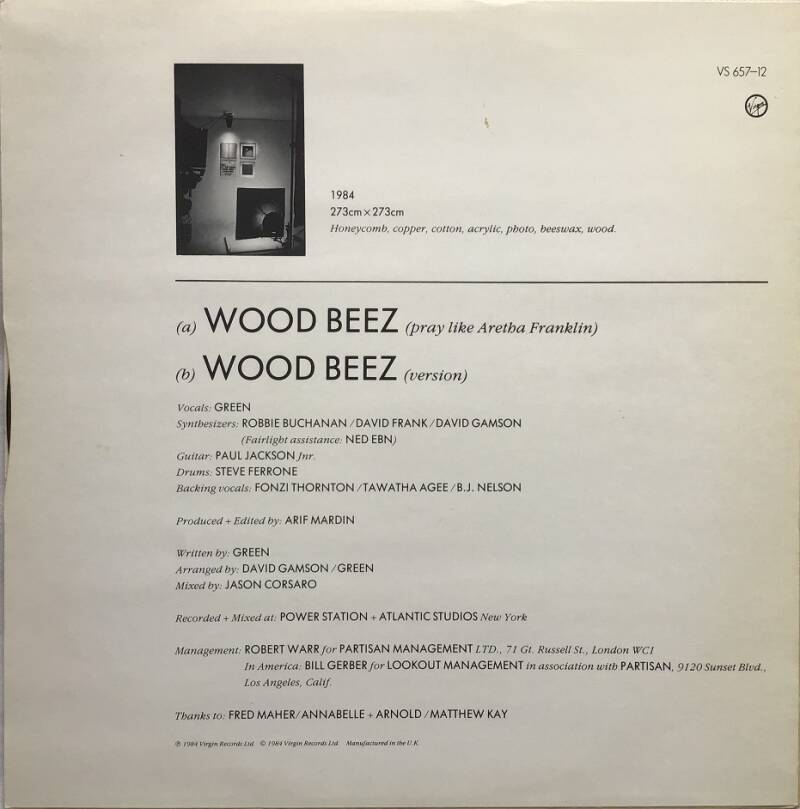 VS 657–12
Virgin
1984
273cm×273cm
Honeycomb, copper, cotton, acrylic, photo, beeswax, wood.
(a) WOOD BEEZ (pray like Aretha Franklin)
(b) WOOD BEEZ (version)
Vocals: GREEN
Synthesizers: ROBBIE BUCHANAN / DAVID FRANK / DAVID GAMSON
(Fairlight assistance: NED EBN)
Guitar: PAUL JACKSON Jnr.
Drums: STEVE FERRONE
Backing vocals: FONZI THORNTON / TAWATHA AGEE / B.J. NELSON
Produced + Edited by: ARIF MARDIN
Written by: GREEN
Arranged by: DAVID GAMSON / GREEN
Mixed by: JASON CORSARO
Recorded + Mixed at: POWER STATION + ATLANTIC STUDIOS New York
Management: ROBERT WARR for PARTISAN MANAGEMENT LTD., 71 Gt. Russell St., London WC1
In America: BILL GERBER for LOOKOUT MANAGEMENT in association with PARTISAN, 9120 Sunset Blvd.,
Los Angeles, Calif.
Thanks to: FRED MAHER / ANNABELLE + ARNOLD / MATTHEW KAY
℗ 1984 Virgin Records Ltd. © 1984 Virgin Records Ltd. Manufactured in the U.K.